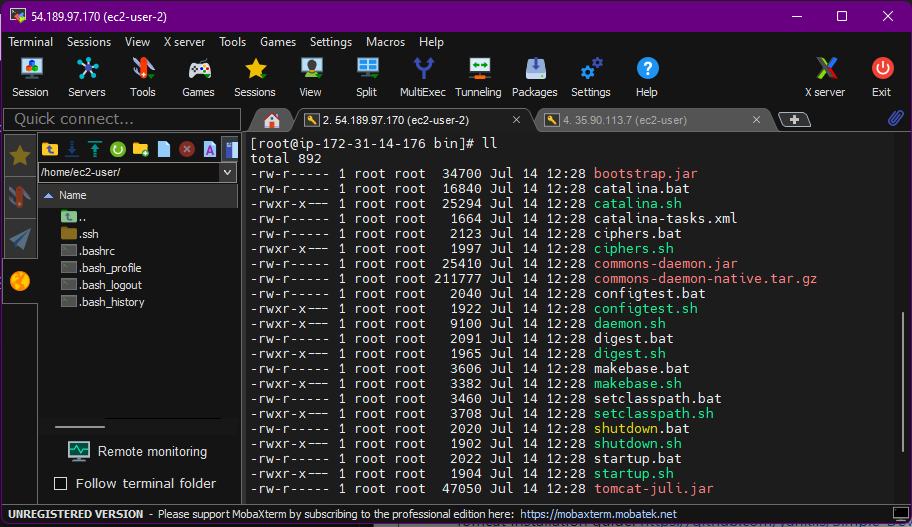 54.189.97.170 (ec2-user-2)
Terminal Sessions View X server Tools Games Settings Macros Help
Session Servers Tools Games Sessions View Split MultiExec Tunneling Packages Settings Help X server Exit
Quick connect...
2. 54.189.97.170 (ec2-user-2)
4. 35.90.113.7 (ec2-user)
/home/ec2-user/
Name
..
.ssh
.bashrc
.bash_profile
.bash_logout
.bash_history
Remote monitoring
Follow terminal folder
[root@ip-172-31-14-176 bin]# ll
total 892
-rw-r----- 1 root root  34700 Jul 14 12:28 bootstrap.jar
-rw-r----- 1 root root  16840 Jul 14 12:28 catalina.bat
-rwxr-x--- 1 root root  25294 Jul 14 12:28 catalina.sh
-rw-r----- 1 root root   1664 Jul 14 12:28 catalina-tasks.xml
-rw-r----- 1 root root   2123 Jul 14 12:28 ciphers.bat
-rwxr-x--- 1 root root   1997 Jul 14 12:28 ciphers.sh
-rw-r----- 1 root root  25410 Jul 14 12:28 commons-daemon.jar
-rw-r----- 1 root root 211777 Jul 14 12:28 commons-daemon-native.tar.gz
-rw-r----- 1 root root   2040 Jul 14 12:28 configtest.bat
-rwxr-x--- 1 root root   1922 Jul 14 12:28 configtest.sh
-rwxr-x--- 1 root root   9100 Jul 14 12:28 daemon.sh
-rw-r----- 1 root root   2091 Jul 14 12:28 digest.bat
-rwxr-x--- 1 root root   1965 Jul 14 12:28 digest.sh
-rw-r----- 1 root root   3606 Jul 14 12:28 makebase.bat
-rwxr-x--- 1 root root   3382 Jul 14 12:28 makebase.sh
-rw-r----- 1 root root   3460 Jul 14 12:28 setclasspath.bat
-rwxr-x--- 1 root root   3708 Jul 14 12:28 setclasspath.sh
-rw-r----- 1 root root   2020 Jul 14 12:28 shutdown.bat
-rwxr-x--- 1 root root   1902 Jul 14 12:28 shutdown.sh
-rw-r----- 1 root root   2022 Jul 14 12:28 startup.bat
-rwxr-x--- 1 root root   1904 Jul 14 12:28 startup.sh
-rw-r----- 1 root root  47050 Jul 14 12:28 tomcat-juli.jar
UNREGISTERED VERSION - Please support MobaXterm by subscribing to the professional edition here: https://mobaxterm.mobatek.net